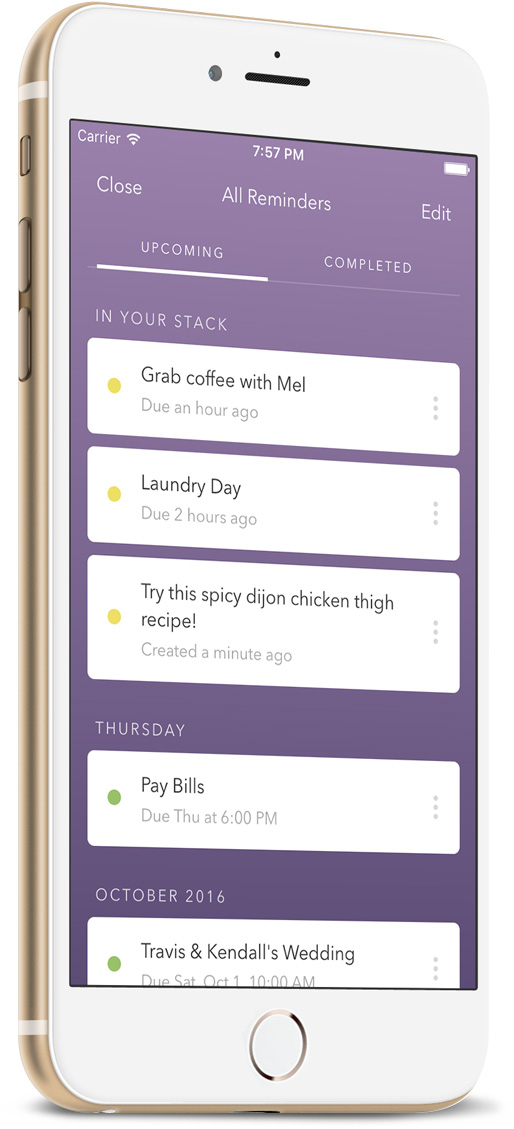 Carrier
7:57 PM
Close
All Reminders
Edit
UPCOMING
COMPLETED
IN YOUR STACK
Grab coffee with Mel
Due an hour ago
Laundry Day
Due 2 hours ago
Try this spicy dijon chicken thigh
recipe!
Created a minute ago
THURSDAY
Pay Bills
Due Thu at 6:00 PM
OCTOBER 2016
Travis & Kendall's Wedding
Due Sat, Oct 1, 10:00 AM